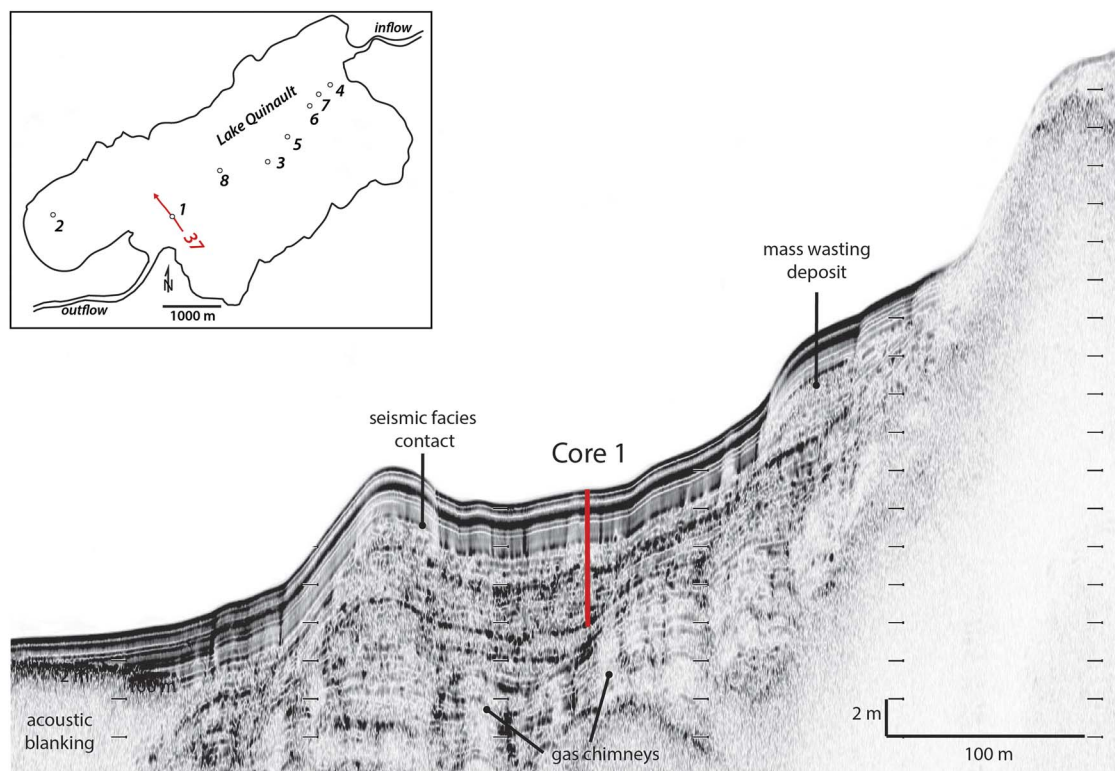 inflow
Lake Quinault
4
7
6
5
3
8
1
2
37
N
outflow
1000 m
mass wasting
deposit
seismic facies
contact
Core 1
acoustic
blanking
gas chimneys
2 m
100 m